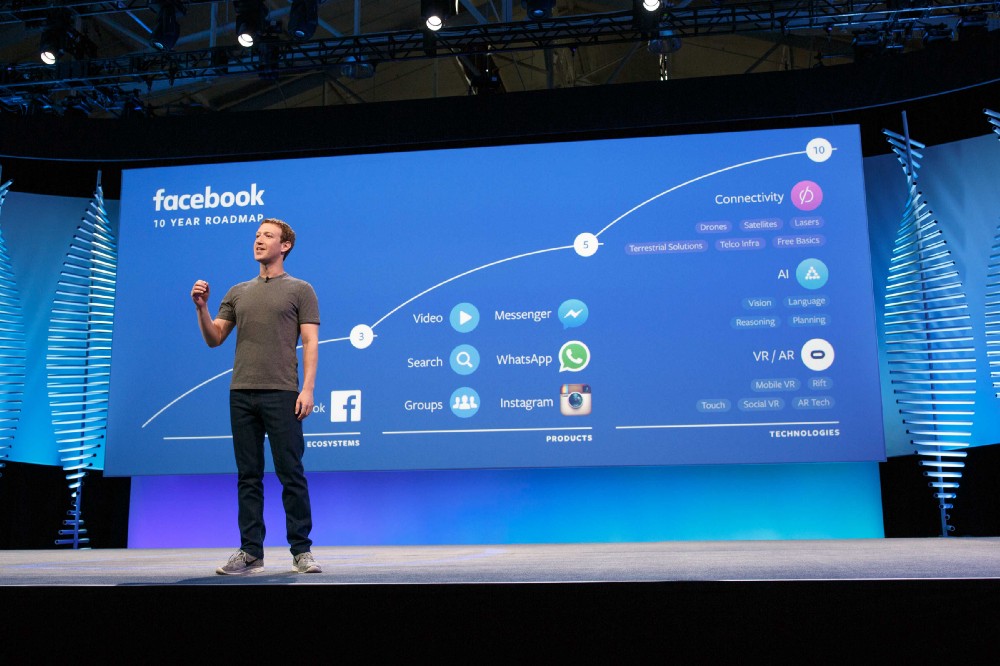 facebook
10 YEAR ROADMAP
3
5
10
ECOSYSTEMS
Video
Messenger
Search
WhatsApp
Groups
Instagram
PRODUCTS
Connectivity
Drones Satellites Lasers
Terrestrial Solutions Telco Infra Free Basics
AI
Vision Language
Reasoning Planning
VR / AR
Mobile VR Rift
Touch Social VR AR Tech
TECHNOLOGIES